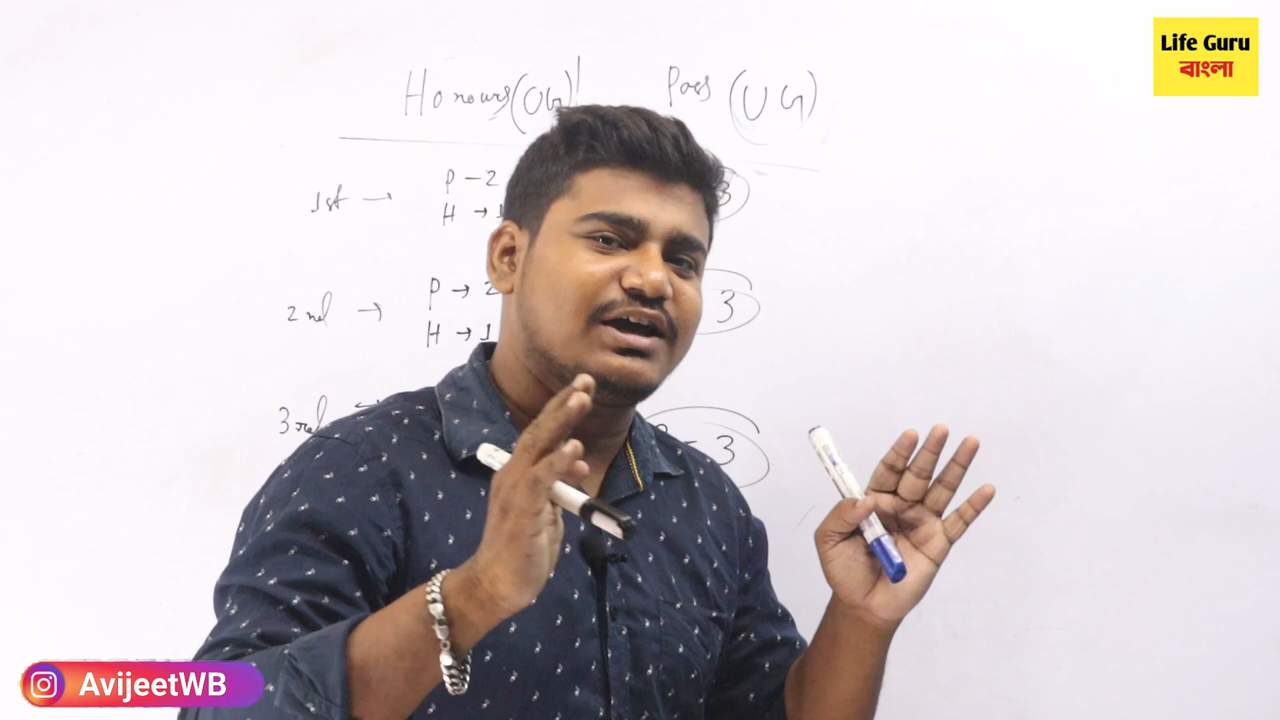 Life Guru
বাংলা
Honours (UG) Pass (UG)
1st → P - 2 3
H → 1
2nd → P → 2 3
H → 1
3rd - 3
AvijeetWB